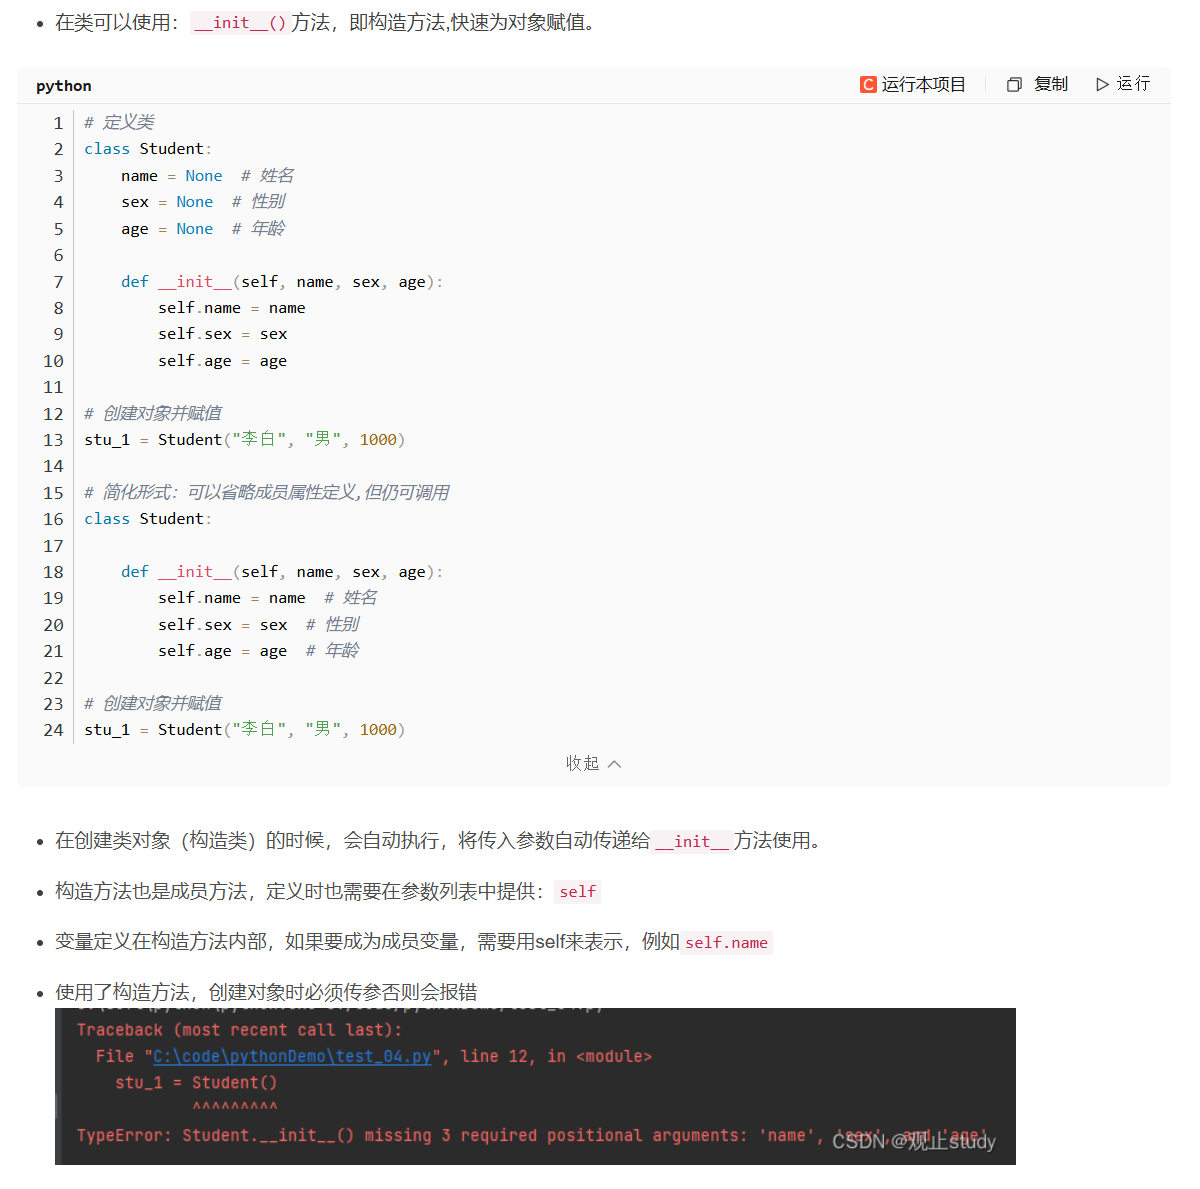 在类可以使用：__init__()方法，即构造方法,快速为对象赋值。
python
C 运行本项目 复制 运行
1 # 定义类
2 class Student:
3     name = None  # 姓名
4     sex = None  # 性别
5     age = None  # 年龄
6
7     def __init__(self, name, sex, age):
8         self.name = name
9         self.sex = sex
10         self.age = age
11
12 # 创建对象并赋值
13 stu_1 = Student("李白", "男", 1000)
14
15 # 简化形式：可以省略成员属性定义,但仍可调用
16 class Student:
17
18     def __init__(self, name, sex, age):
19         self.name = name  # 姓名
20         self.sex = sex  # 性别
21         self.age = age  # 年龄
22
23 # 创建对象并赋值
24 stu_1 = Student("李白", "男", 1000)
收起
在创建类对象（构造类）的时候，会自动执行，将传入参数自动传递给__init__方法使用。
构造方法也是成员方法，定义时也需要在参数列表中提供：self
变量定义在构造方法内部，如果要成为成员变量，需要用self来表示，例如self.name
使用了构造方法，创建对象时必须传参否则会报错
Traceback (most recent call last):
  File "C:\code\pythonDemo\test_04.py", line 12, in <module>
    stu_1 = Student()
            ^^^^^^^^^
TypeError: Student.__init__() missing 3 required positional arguments: 'name', 'sex', and 'age'
CSDN @观止study